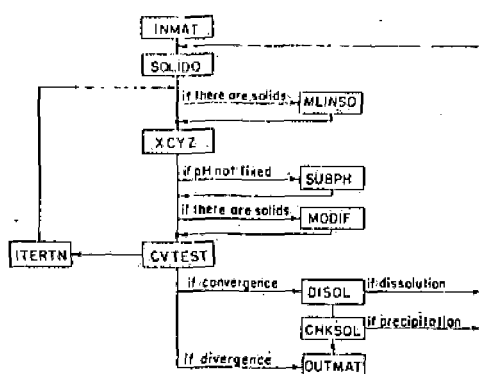 INMAT
SOLIDO
if there are solids
MLINSO
XCYZ
if pH not fixed
SUBPH
if there are solids
MODIF
ITERTN
CVTEST
if convergence
DISOL
if dissolution
CHKSOL
if precipitation
if divergence
OUTMAT